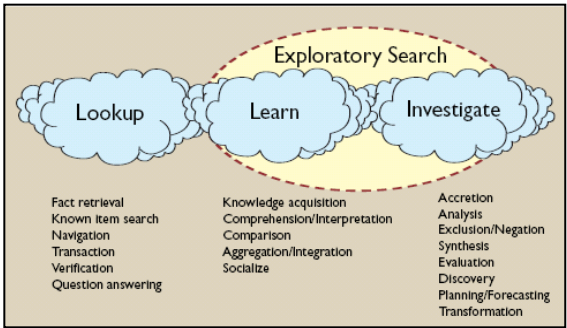 Exploratory Search
Lookup
Learn
Investigate
Fact retrieval
Known item search
Navigation
Transaction
Verification
Question answering
Knowledge acquisition
Comprehension/Interpretation
Comparison
Aggregation/Integration
Socialize
Accretion
Analysis
Exclusion/Negation
Synthesis
Evaluation
Discovery
Planning/Forecasting
Transformation